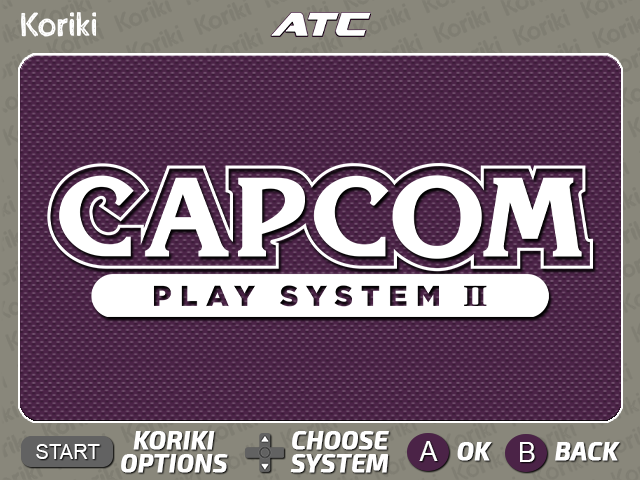 Koriki
ATC
CAPCOM
PLAY SYSTEM II
START
KORIKI
OPTIONS
CHOOSE
SYSTEM
A
OK
B
BACK